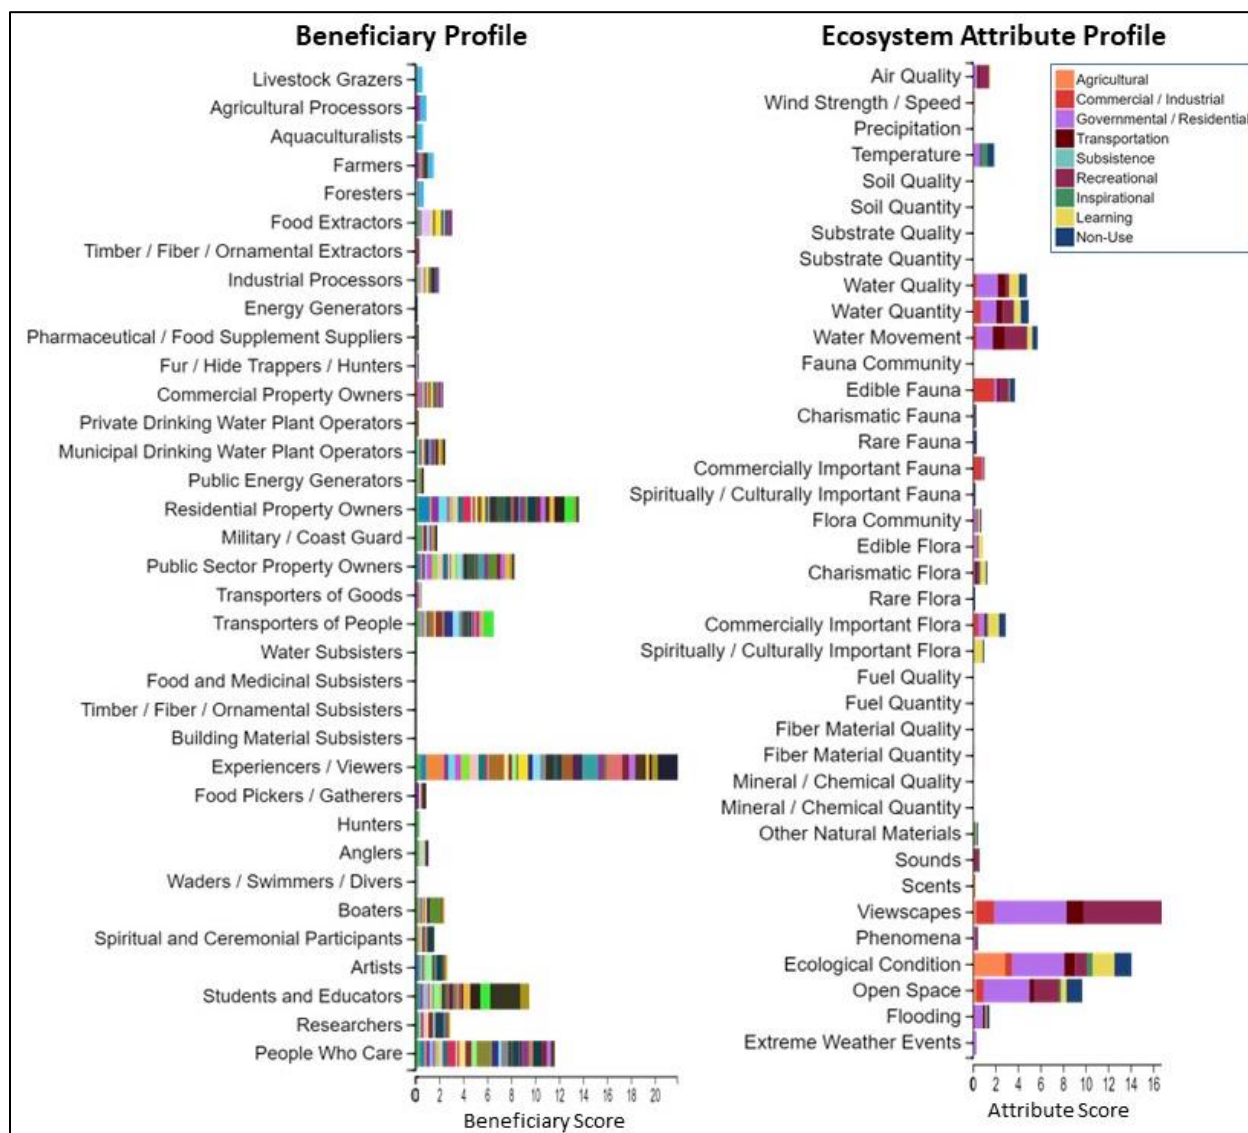 Beneficiary Profile
Livestock Grazers
Agricultural Processors
Aquaculturalists
Farmers
Foresters
Food Extractors
Timber / Fiber / Ornamental Extractors
Industrial Processors
Energy Generators
Pharmaceutical / Food Supplement Suppliers
Fur / Hide Trappers / Hunters
Commercial Property Owners
Private Drinking Water Plant Operators
Municipal Drinking Water Plant Operators
Public Energy Generators
Residential Property Owners
Military / Coast Guard
Public Sector Property Owners
Transporters of Goods
Transporters of People
Water Subsisters
Food and Medicinal Subsisters
Timber / Fiber / Ornamental Subsisters
Building Material Subsisters
Experiencers / Viewers
Food Pickers / Gatherers
Hunters
Anglers
Waders / Swimmers / Divers
Boaters
Spiritual and Ceremonial Participants
Artists
Students and Educators
Researchers
People Who Care
0 2 4 6 8 10 12 14 16 18 20
Beneficiary Score
Ecosystem Attribute Profile
Air Quality
Wind Strength / Speed
Precipitation
Temperature
Soil Quality
Soil Quantity
Substrate Quality
Substrate Quantity
Water Quality
Water Quantity
Water Movement
Fauna Community
Edible Fauna
Charismatic Fauna
Rare Fauna
Commercially Important Fauna
Spiritually / Culturally Important Fauna
Flora Community
Edible Flora
Charismatic Flora
Rare Flora
Commercially Important Flora
Spiritually / Culturally Important Flora
Fuel Quality
Fuel Quantity
Fiber Material Quality
Fiber Material Quantity
Mineral / Chemical Quality
Mineral / Chemical Quantity
Other Natural Materials
Sounds
Scents
Viewscapes
Phenomena
Ecological Condition
Open Space
Flooding
Extreme Weather Events
0 2 4 6 8 10 12 14 16
Attribute Score
Agricultural
Commercial / Industrial
Governmental / Residential
Transportation
Subsistence
Recreational
Inspirational
Learning
Non-Use